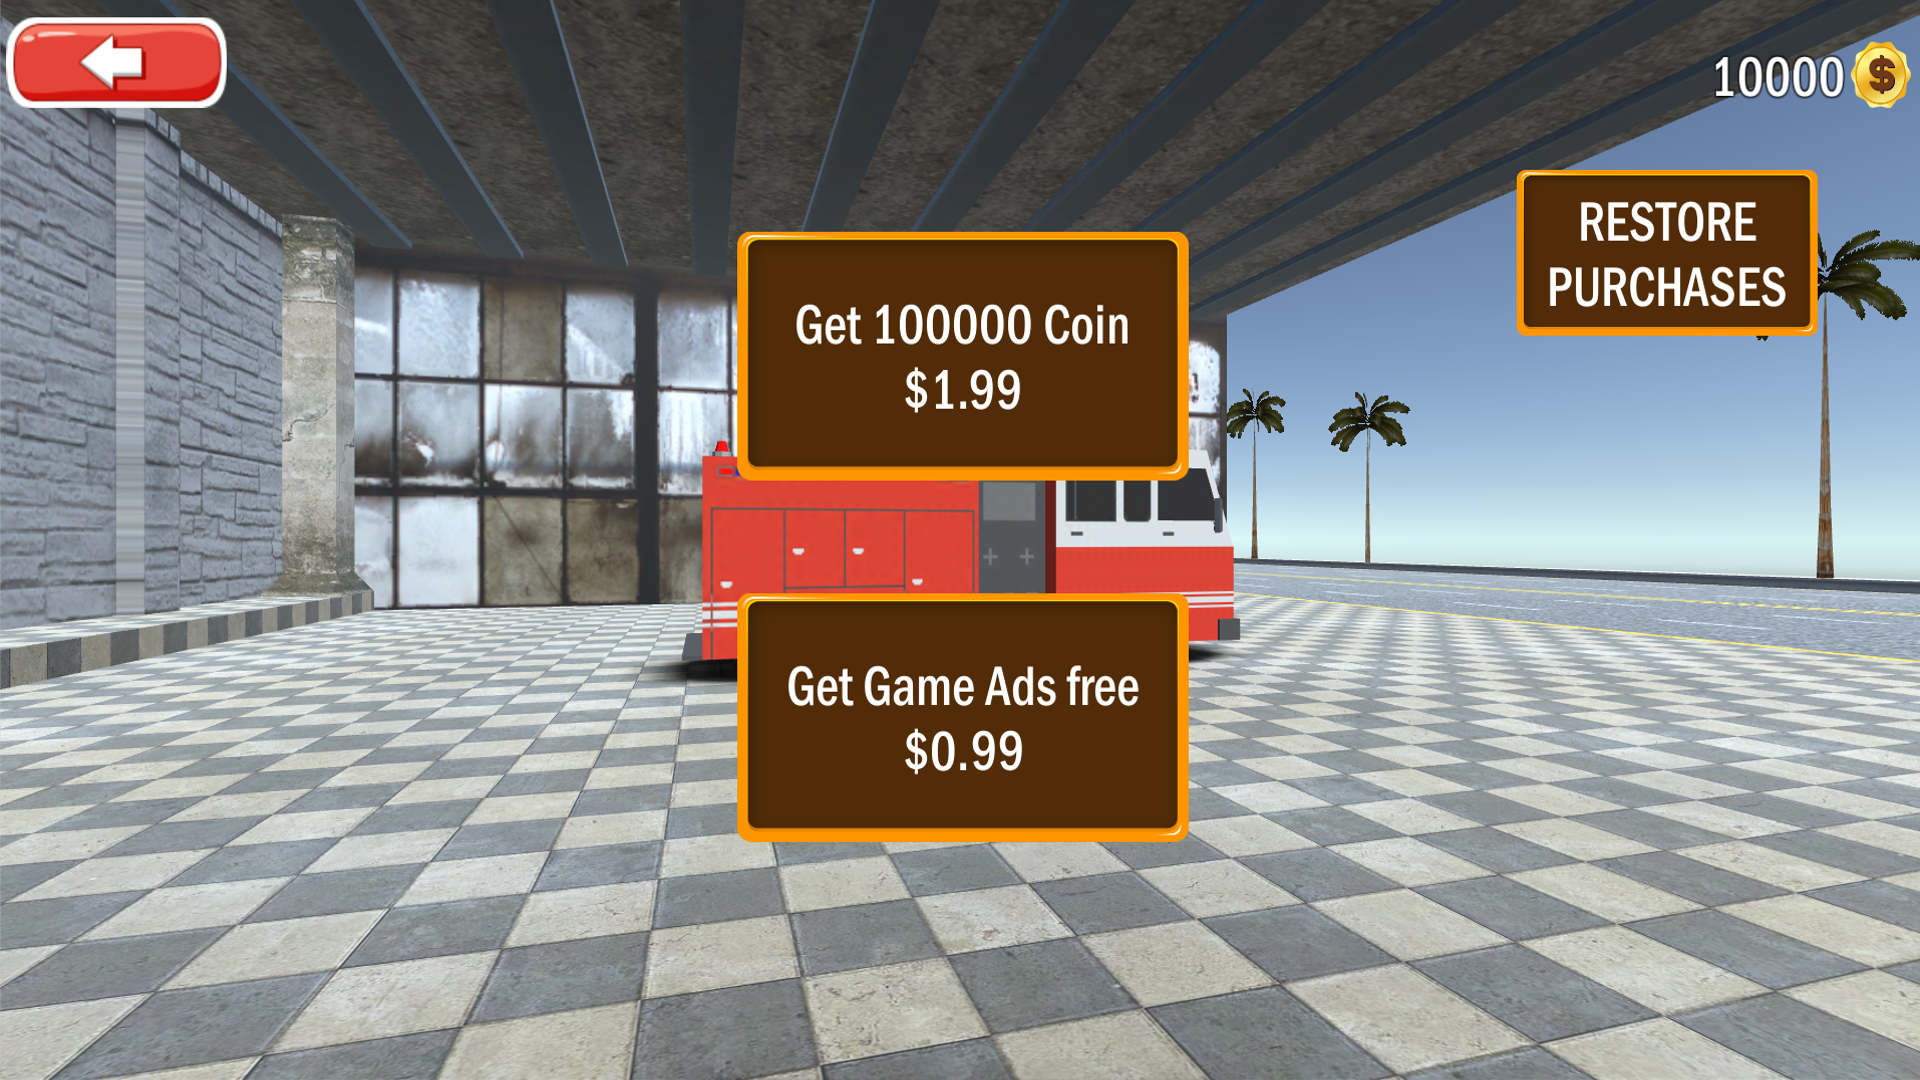 10000
RESTORE
PURCHASES
Get 100000 Coin
$1.99
Get Game Ads free
$0.99